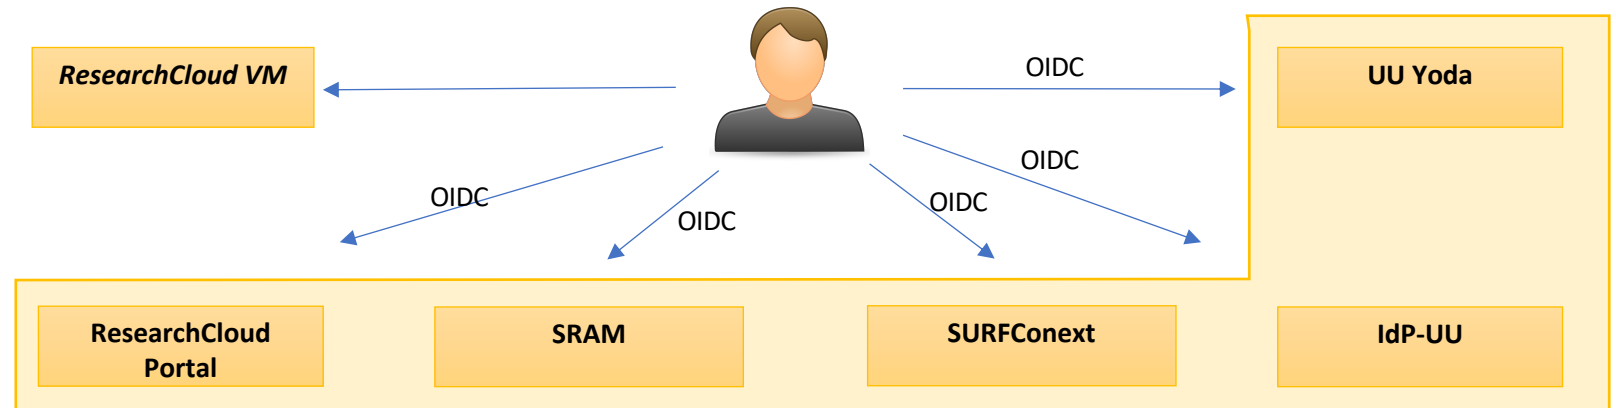 ResearchCloud VM
OIDC
UU Yoda
OIDC
OIDC
OIDC
OIDC
ResearchCloud
Portal
SRAM
SURFConext
IdP-UU